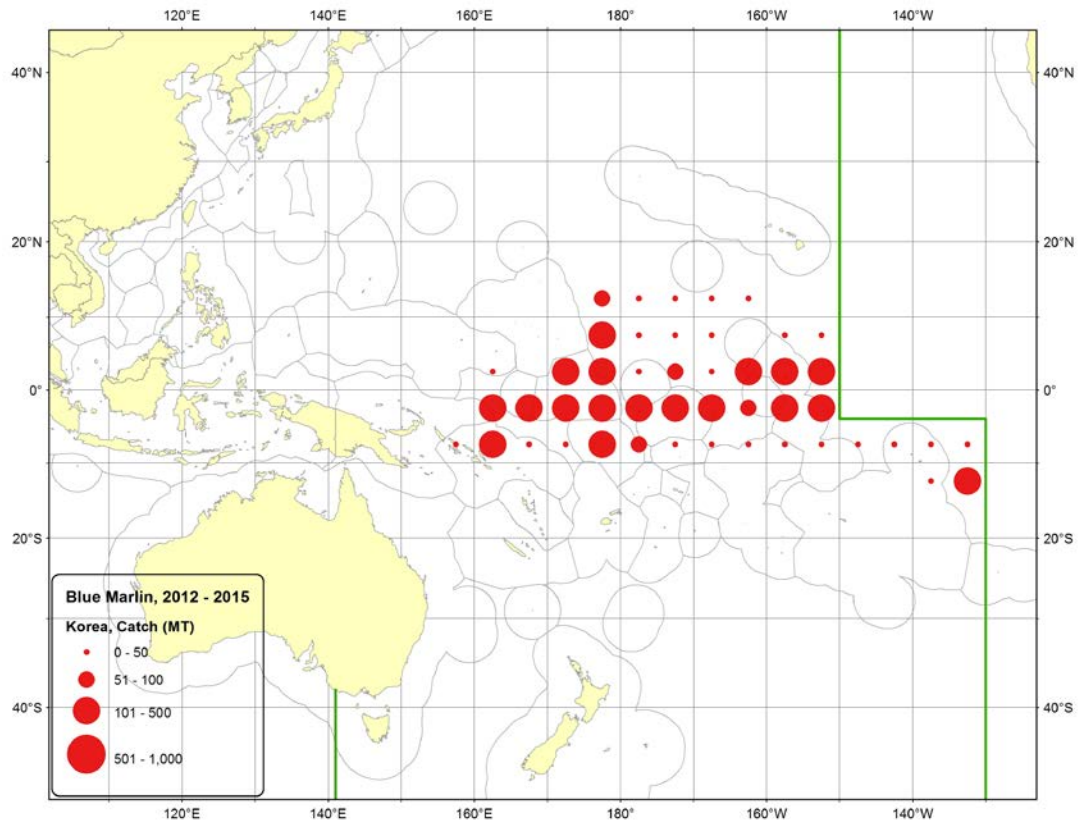 120°E 140°E 160°E 180° 160°W 140°W
40°N 40°N
20°N 20°N
0° 0°
20°S 20°S
40°S 40°S
Blue Marlin, 2012 - 2015
Korea, Catch (MT)
0 - 50
51 - 100
101 - 500
501 - 1,000
120°E 140°E 160°E 180° 160°W 140°W